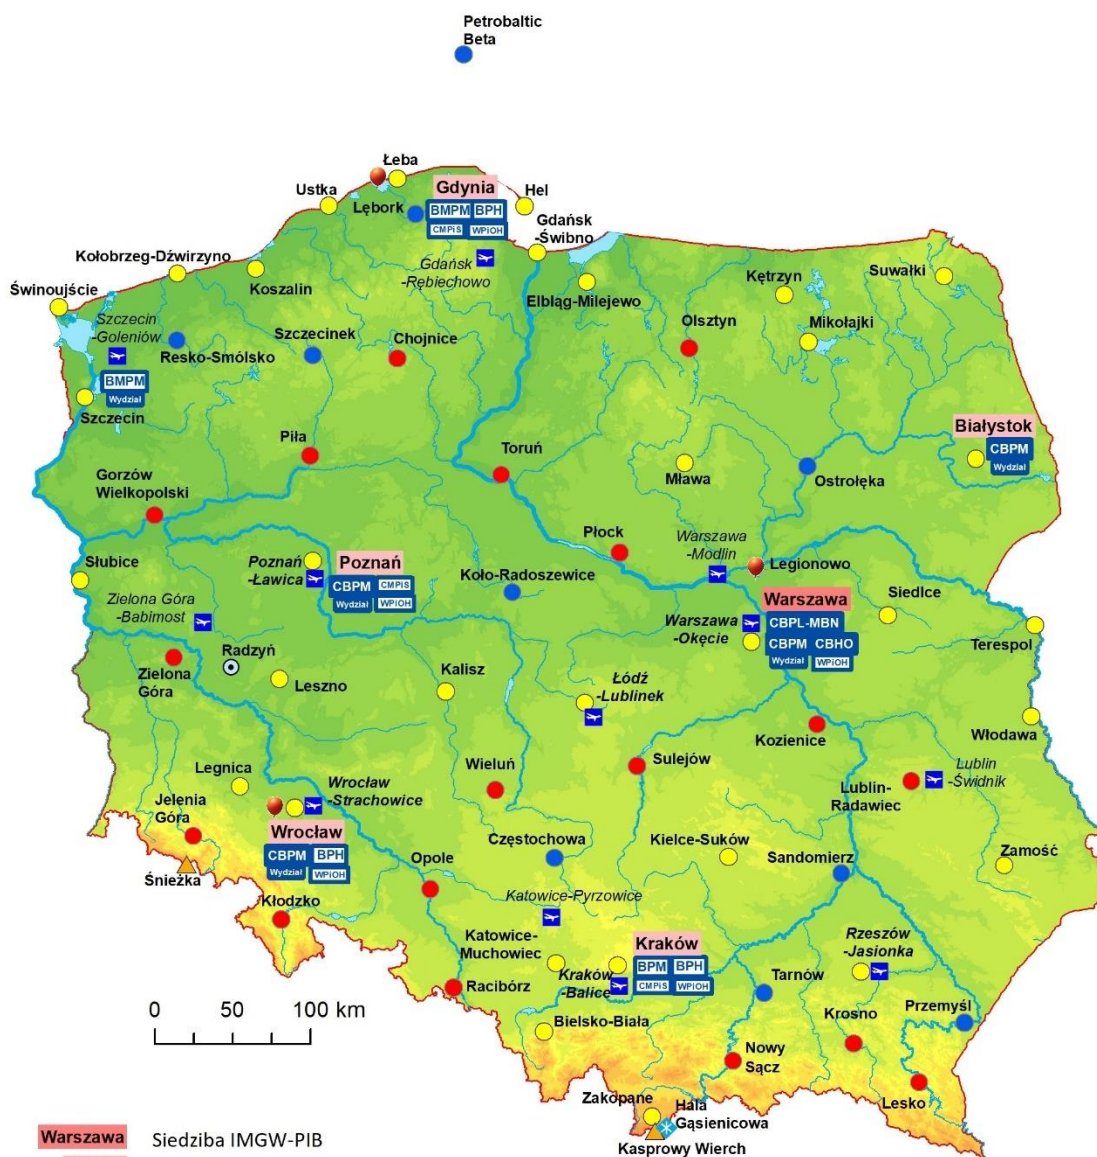 Petrobaltic
Beta
Łeba
Ustka
Lębork
Gdynia
BMPM BPH
CMPiS WPiOH
Hel
Gdańsk
-Świbno
Gdańsk
-Rębiechowo
Kołobrzeg-Dźwirzyno
Koszalin
Elbląg-Milejewo
Kętrzyn
Suwałki
Świnoujście
Szczecin
-Goleniów
Resko-Smólsko
Szczecinek
Chojnice
Olsztyn
Mikołajki
BMPM
Wydział
Szczecin
Piła
Toruń
Mława
Ostrołęka
Białystok
CBPM
Wydział
Gorzów
Wielkopolski
Płock
Warszawa
-Modlin
Legionowo
Słubice
Poznań
-Ławica
Poznań
CBPM CMPiS
Wydział WPiOH
Koło-Radoszewice
Warszawa
CBPL-MBN
CBPM CBHO
Wydział WPiOH
Warszawa
-Okęcie
Siedlce
Terespol
Zielona Góra
-Babimost
Radzyń
Zielona
Góra
Leszno
Kalisz
Łódź
-Lublinek
Kozienice
Włodawa
Legnica
Wrocław
-Strachowice
Wieluń
Sulejów
Lublin
-Świdnik
Lublin-
Radawiec
Jelenia
Góra
Wrocław
CBPM BPH
Wydział WPiOH
Śnieżka
Częstochowa
Kielce-Suków
Sandomierz
Zamość
Opole
Kłodzko
Katowice-Pyrzowice
Katowice-
Muchowiec
Kraków
BPM BPH
CMPiS WPiOH
Kraków
-Balice
Rzeszów
-Jasionka
Racibórz
Tarnów
Przemyśl
Krosno
Bielsko-Biała
Nowy
Sącz
Lesko
Zakopane
Hala
Gąsienicowa
Kasprowy Wierch
0 50 100 km
Warszawa Siedziba IMGW-PIB